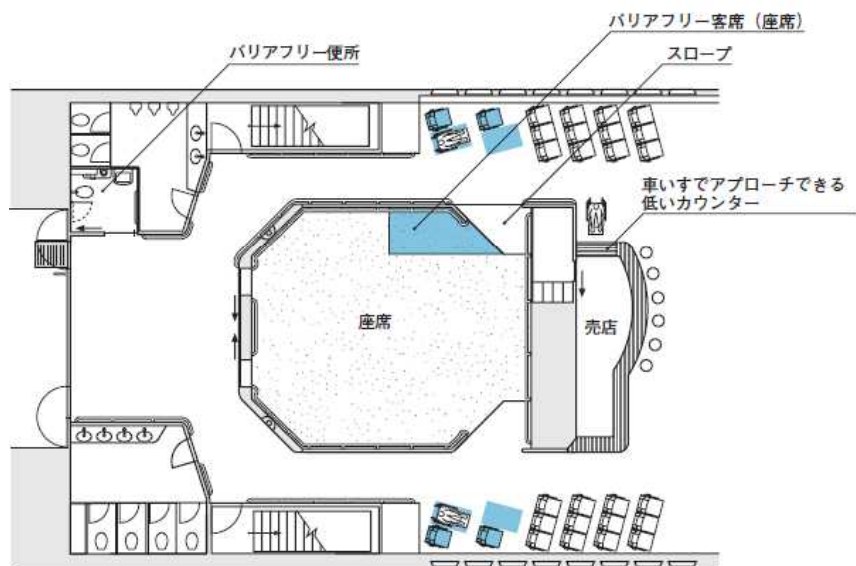 バリアフリー客席（座席）
バリアフリー便所
スロープ
車いすでアプローチできる
低いカウンター
座席
売店